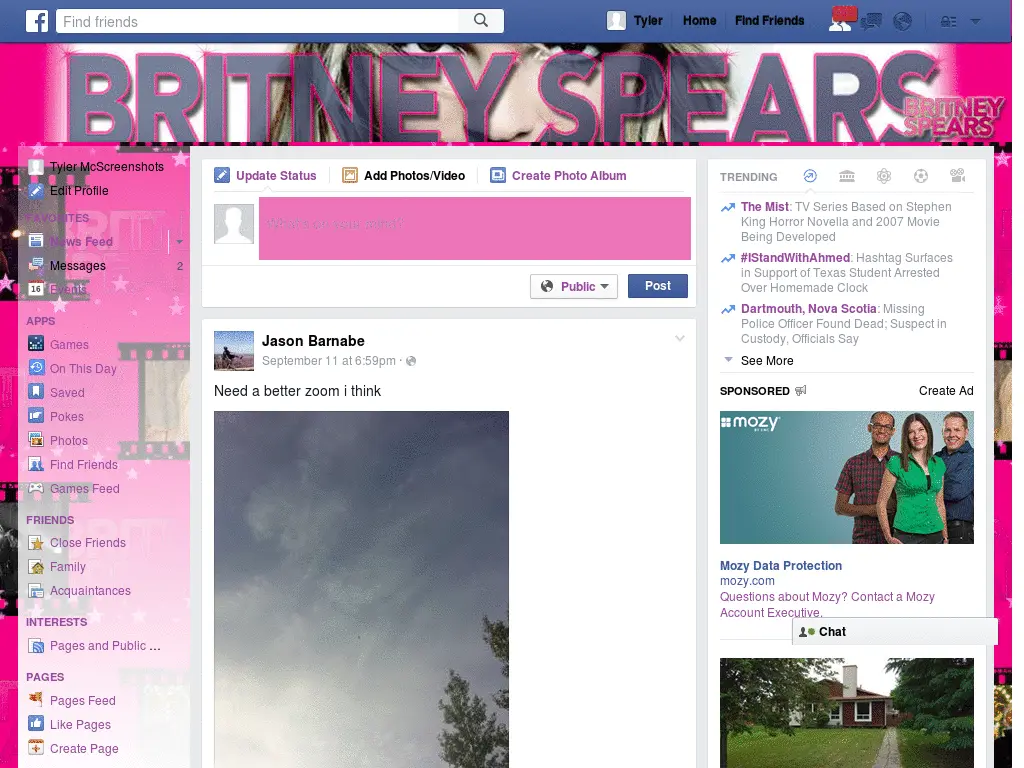 Find friends
Tyler
Home
Find Friends
BRITNEY SPEARS
BRITNEY
SPEARS
Tyler McScreenshots
Edit Profile
FAVORITES
News Feed
Messages 2
16 Events
APPS
Games
On This Day
Saved
Pokes
Photos
Find Friends
Games Feed
FRIENDS
Close Friends
Family
Acquaintances
INTERESTS
Pages and Public ...
PAGES
Pages Feed
Like Pages
Create Page
Update Status
Add Photos/Video
Create Photo Album
What's on your mind?
Public
Post
Jason Barnabe
September 11 at 6:59pm ·
Need a better zoom i think
TRENDING
The Mist: TV Series Based on Stephen
King Horror Novella and 2007 Movie
Being Developed
#IStandWithAhmed: Hashtag Surfaces
in Support of Texas Student Arrested
Over Homemade Clock
Dartmouth, Nova Scotia: Missing
Police Officer Found Dead; Suspect in
Custody, Officials Say
See More
SPONSORED
Create Ad
mozy
BY EMC
Mozy Data Protection
mozy.com
Questions about Mozy? Contact a Mozy
Account Executive.
Chat